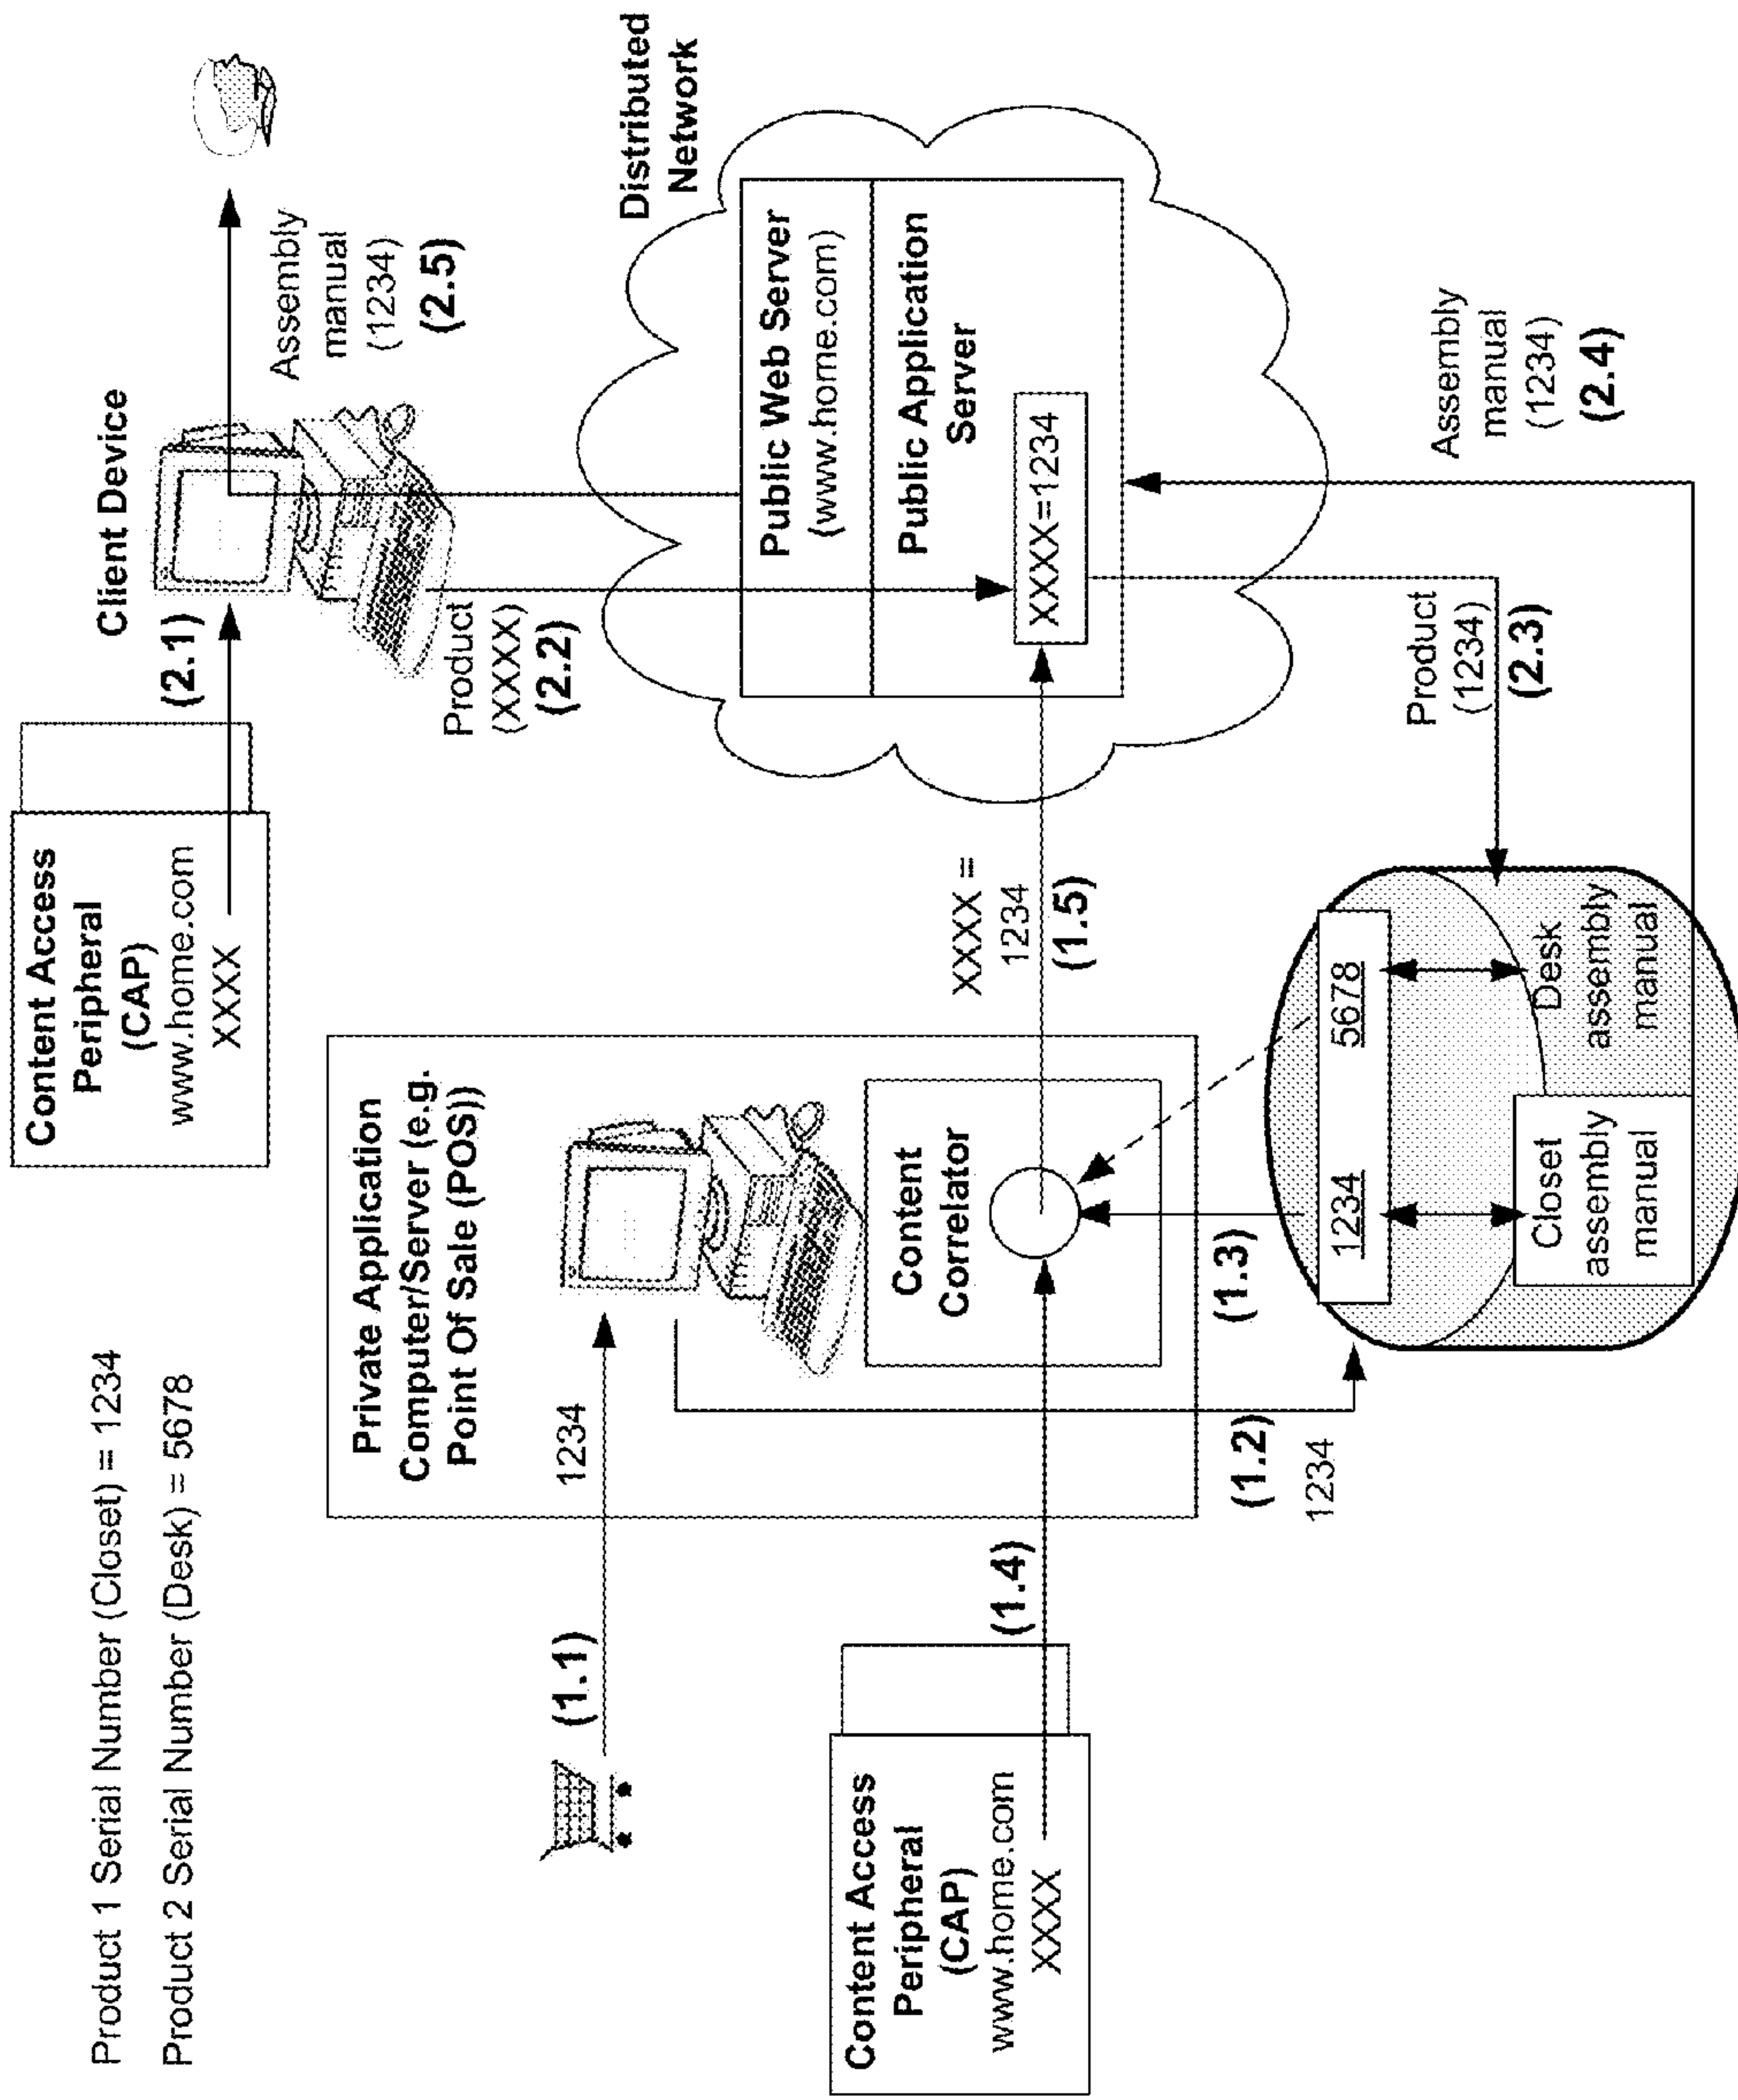 Product 1 Serial Number (Closet) = 1234
Product 2 Serial Number (Desk) = 5678
Content Access
Peripheral
(CAP)
www.home.com
XXXX
(2.1)
Client Device
Assembly
manual
(1234)
(2.5)
Product
(XXXX)
(2.2)
Distributed
Network
Private Application
Computer/Server (e.g.
Point Of Sale (POS))
(1.1)
1234
Content
Correlator
Public Web Server
(www.home.com)
Public Application
Server
XXXX=1234
Content Access
Peripheral
(CAP)
www.home.com
XXXX
(1.4)
XXXX =
1234
(1.5)
(1.2)
1234
(1.3)
1234
5678
Closet
assembly
manual
Desk
assembly
manual
Product
(1234)
(2.3)
Assembly
manual
(1234)
(2.4)